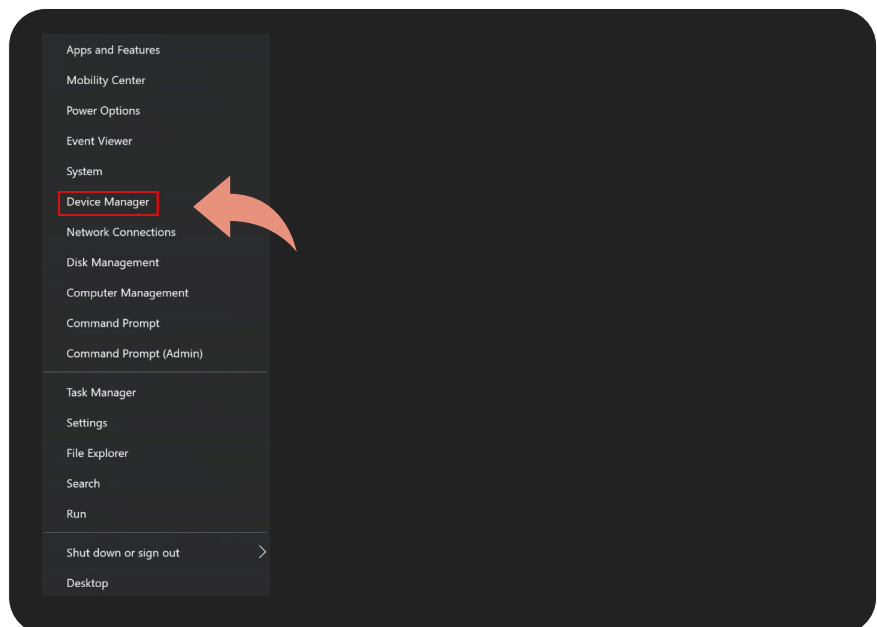 Apps and Features
Mobility Center
Power Options
Event Viewer
System
Device Manager
Network Connections
Disk Management
Computer Management
Command Prompt
Command Prompt (Admin)
Task Manager
Settings
File Explorer
Search
Run
Shut down or sign out
Desktop